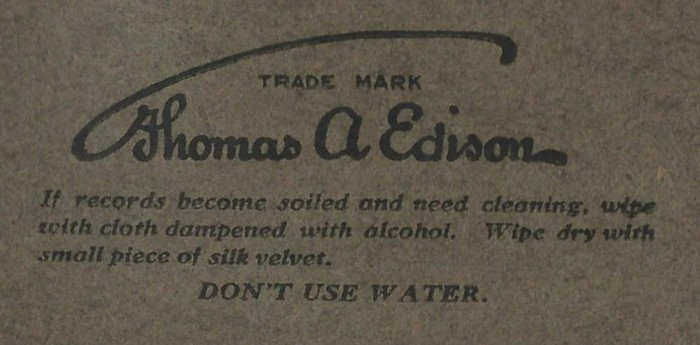 TRADE MARK
Thomas A Edison
If records become soiled and need cleaning, wipe
with cloth dampened with alcohol. Wipe dry with
small piece of silk velvet.
DON'T USE WATER.